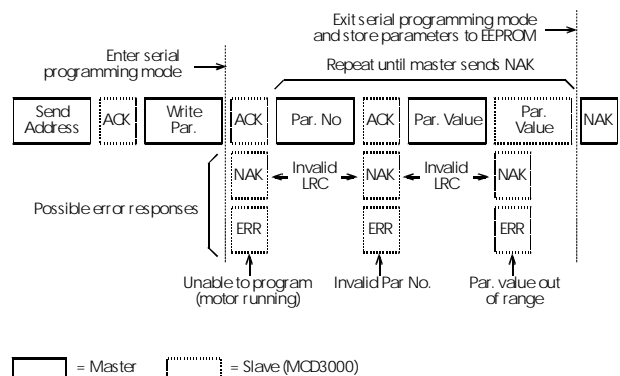 Exit serial programming mode
and store parameters to EEPROM
Enter serial
programming mode
Repeat until master sends NAK
Send
Address
ACK
Write
Par.
ACK
Par. No
ACK
Par. Value
Par.
Value
NAK
NAK
Invalid
LRC
NAK
Invalid
LRC
NAK
Possible error responses
ERR
ERR
ERR
Unable to program
(motor running)
Invalid Par No.
Par. value out
of range
= Master
= Slave (MCD3000)